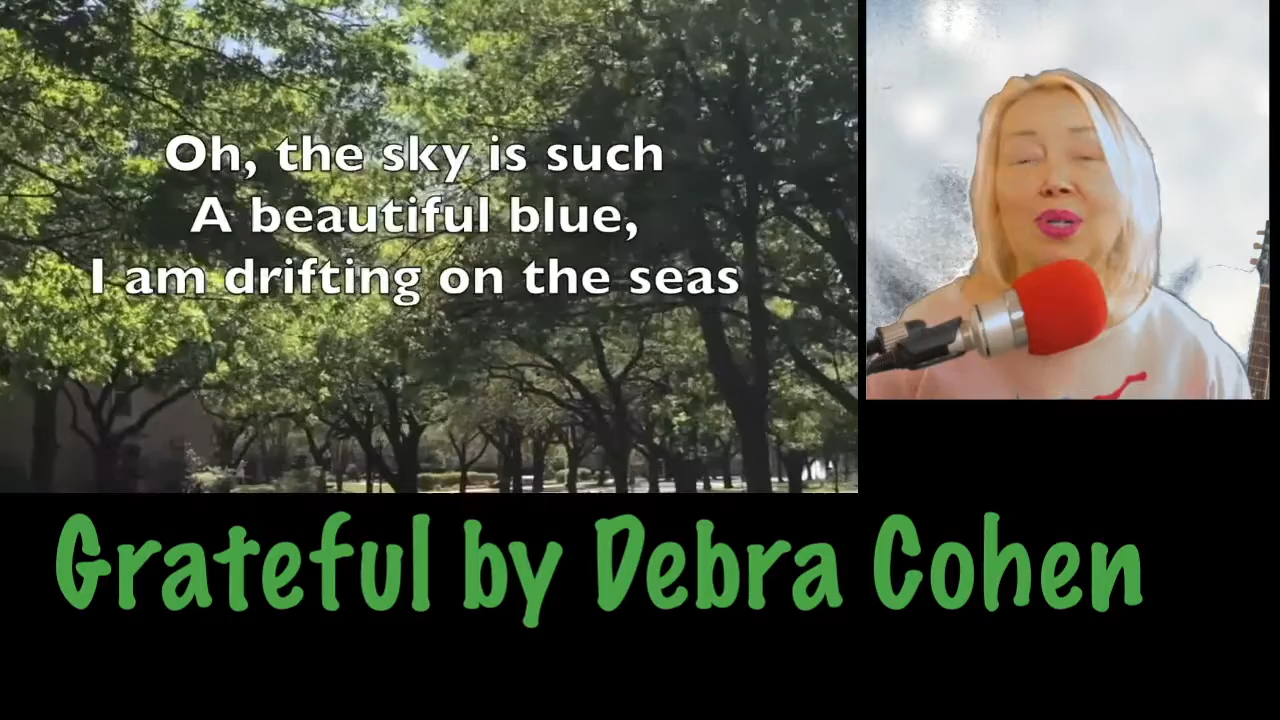 Oh, the sky is such
A beautiful blue,
I am drifting on the seas
Grateful by Debra Cohen